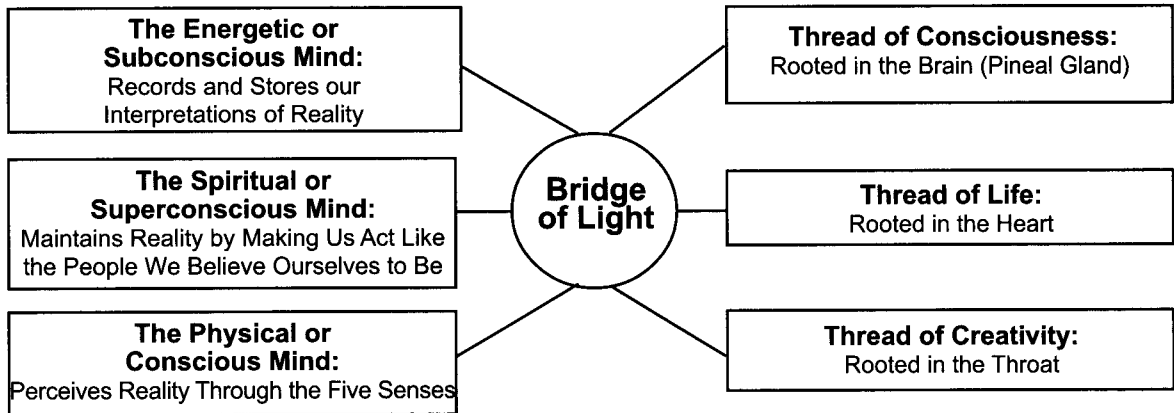 The Energetic or
Subconscious Mind:
Records and Stores our
Interpretations of Reality
The Spiritual or
Superconscious Mind:
Maintains Reality by Making Us Act Like
the People We Believe Ourselves to Be
The Physical or
Conscious Mind:
Perceives Reality Through the Five Senses
Bridge
of Light
Thread of Consciousness:
Rooted in the Brain (Pineal Gland)
Thread of Life:
Rooted in the Heart
Thread of Creativity:
Rooted in the Throat